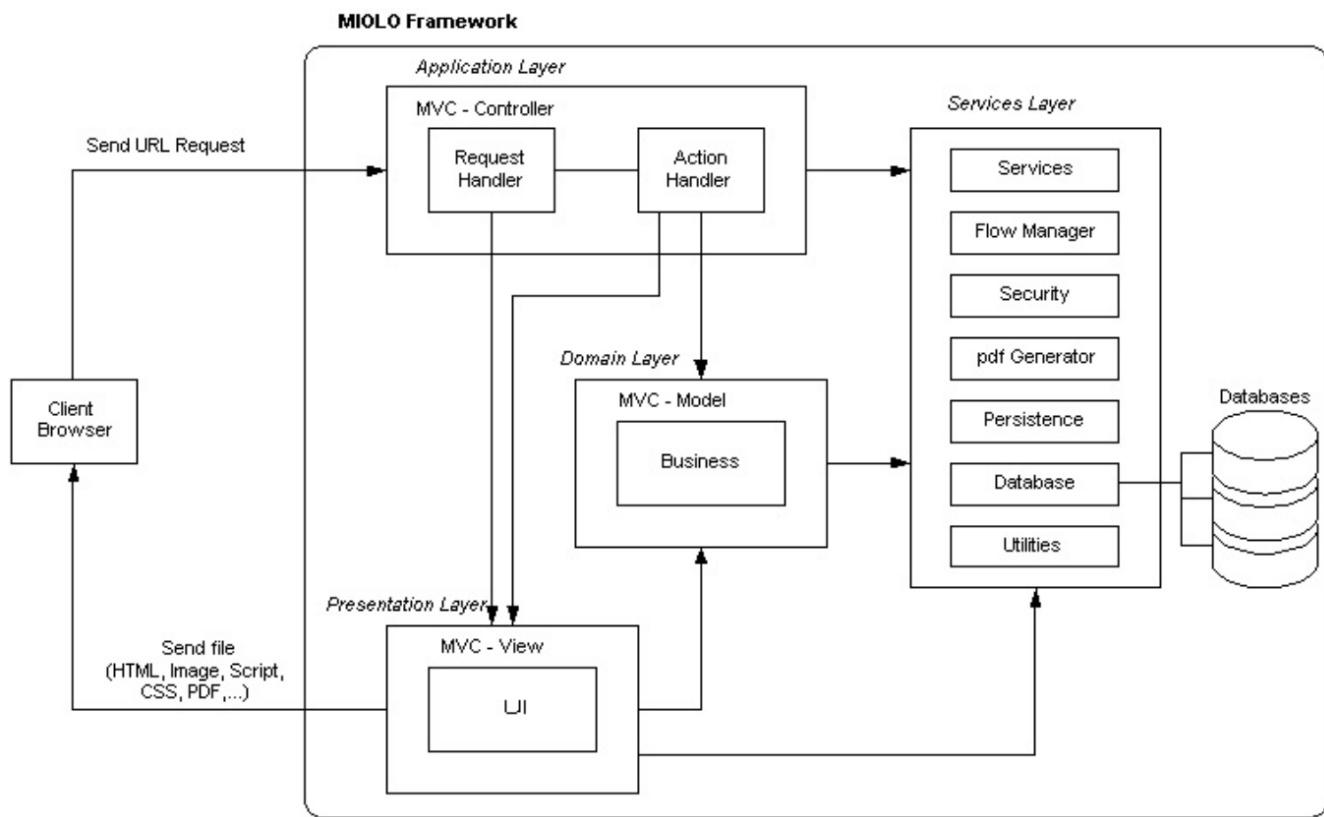 MIOLO Framework
Application Layer
MVC - Controller
Request
Handler
Action
Handler
Send URL Request
Services Layer
Services
Flow Manager
Security
pdf Generator
Persistence
Database
Utilities
Databases
Client
Browser
Domain Layer
MVC - Model
Business
Presentation Layer
MVC - View
UI
Send file
(HTML, Image, Script,
CSS, PDF,...)